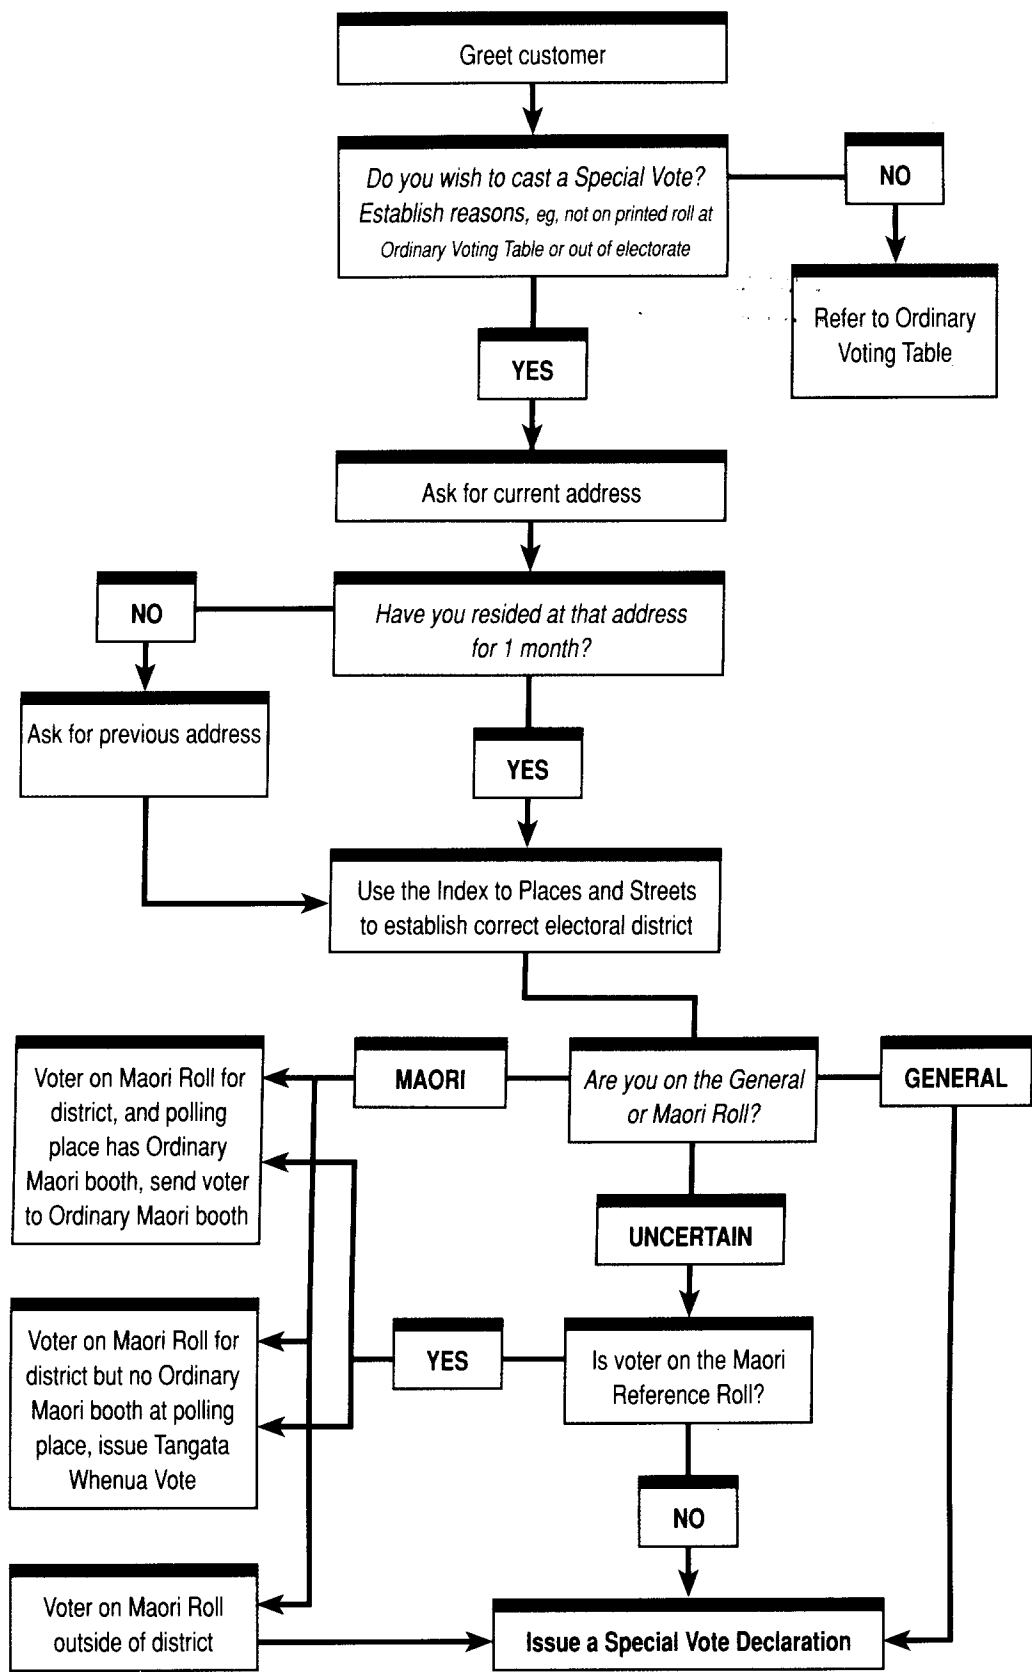 Greet customer
Do you wish to cast a Special Vote?
Establish reasons, eg, not on printed roll at
Ordinary Voting Table or out of electorate
NO
Refer to Ordinary
Voting Table
YES
Ask for current address
Have you resided at that address
for 1 month?
NO
Ask for previous address
YES
Use the Index to Places and Streets
to establish correct electoral district
Are you on the General
or Maori Roll?
MAORI
GENERAL
Voter on Maori Roll for
district, and polling
place has Ordinary
Maori booth, send voter
to Ordinary Maori booth
UNCERTAIN
Is voter on the Maori
Reference Roll?
YES
Voter on Maori Roll for
district but no Ordinary
Maori booth at polling
place, issue Tangata
Whenua Vote
NO
Voter on Maori Roll
outside of district
Issue a Special Vote Declaration